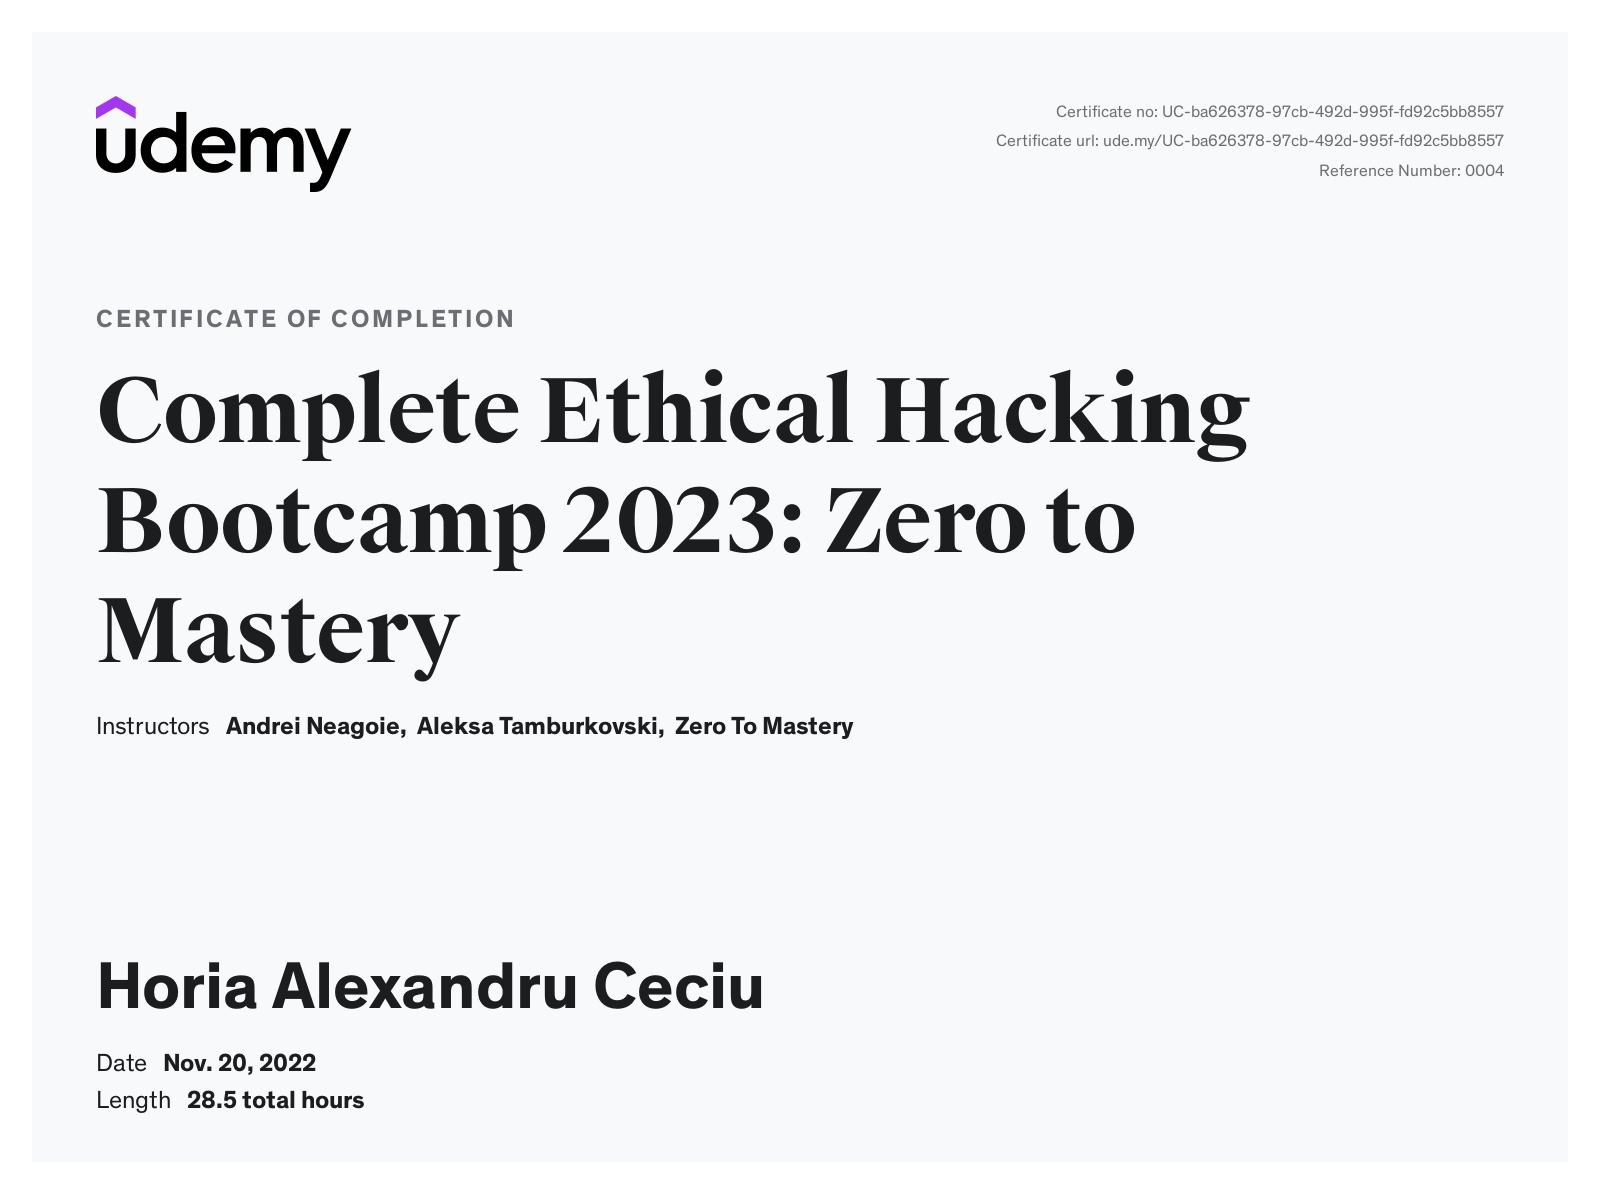 udemy
Certificate no: UC-ba626378-97cb-492d-995f-fd92c5bb8557
Certificate url: ude.my/UC-ba626378-97cb-492d-995f-fd92c5bb8557
Reference Number: 0004
CERTIFICATE OF COMPLETION
Complete Ethical Hacking
Bootcamp 2023: Zero to
Mastery
Instructors Andrei Neagoie, Aleksa Tamburkovski, Zero To Mastery
Horia Alexandru Ceciu
Date Nov. 20, 2022
Length 28.5 total hours